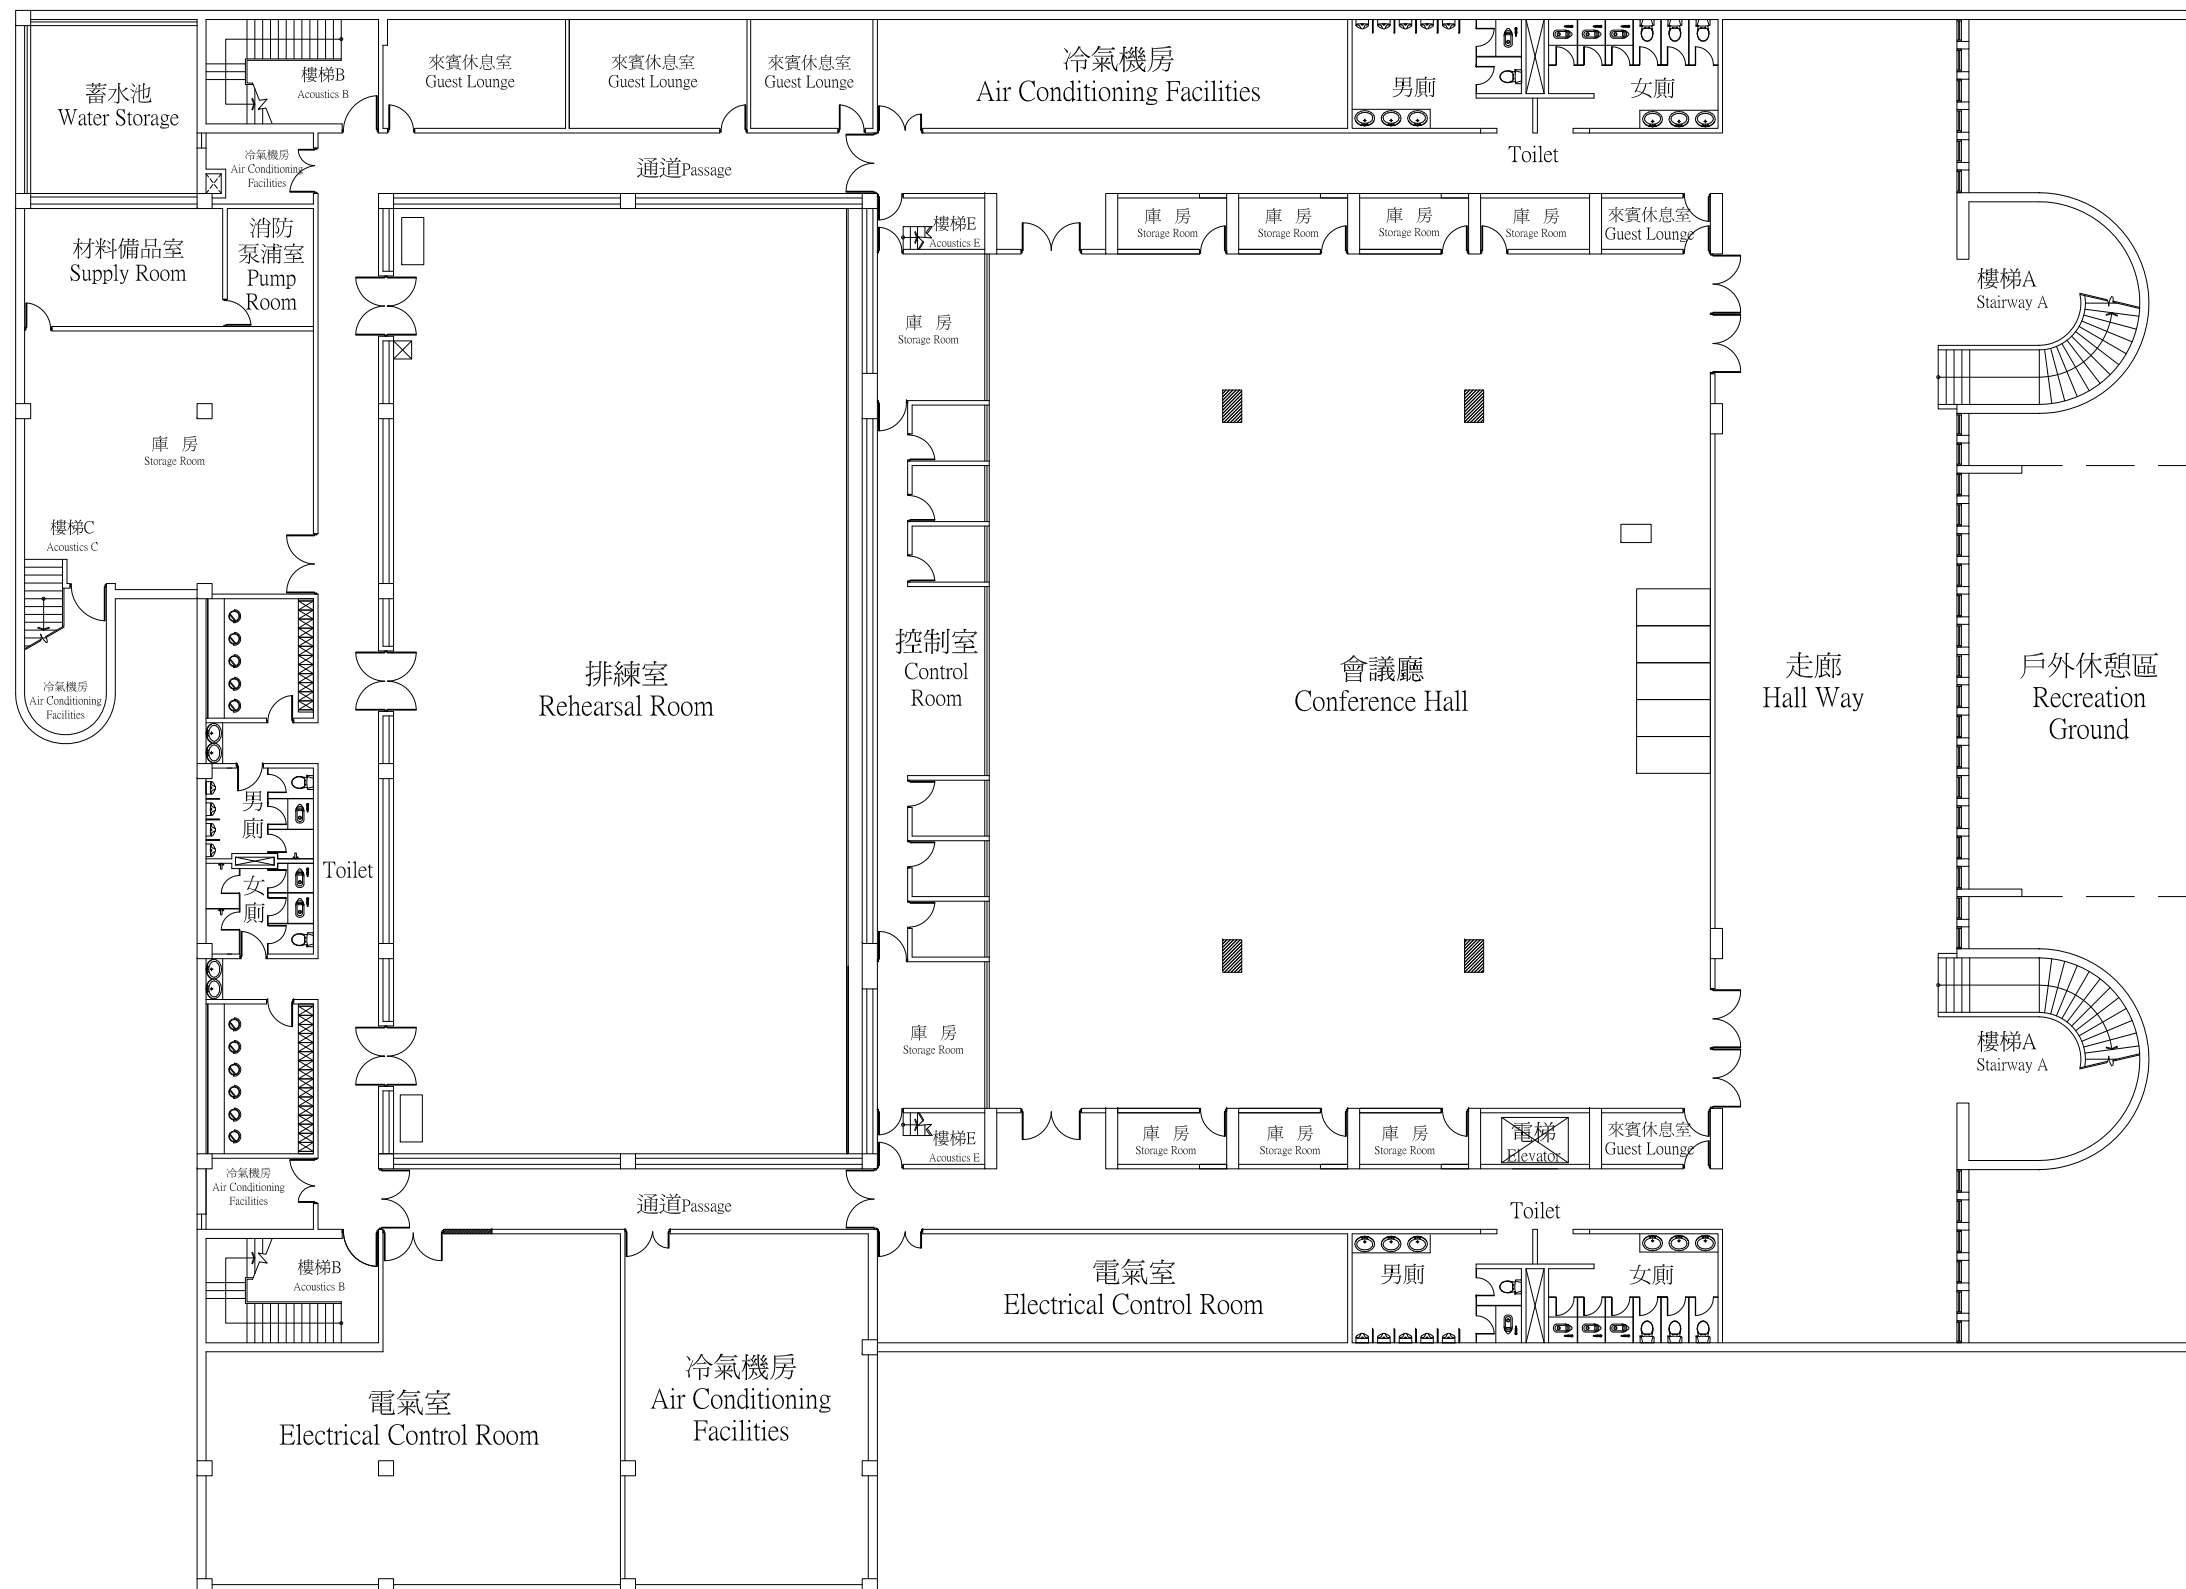 蓄水池
Water Storage
樓梯B
Acoustics B
來賓休息室
Guest Lounge
來賓休息室
Guest Lounge
來賓休息室
Guest Lounge
冷氣機房
Air Conditioning Facilities
男廁
女廁
冷氣機房
Air Conditioning
Facilities
通道Passage
Toilet
材料備品室
Supply Room
消防
泵浦室
Pump
Room
樓梯E
Acoustics E
庫 房
Storage Room
庫 房
Storage Room
庫 房
Storage Room
庫 房
Storage Room
來賓休息室
Guest Lounge
樓梯A
Stairway A
庫 房
Storage Room
庫 房
Storage Room
樓梯C
Acoustics C
冷氣機房
Air Conditioning
Facilities
排練室
Rehearsal Room
控制室
Control
Room
會議廳
Conference Hall
走廊
Hall Way
戶外休憩區
Recreation
Ground
男
廁
女
廁
Toilet
庫 房
Storage Room
樓梯A
Stairway A
樓梯E
Acoustics E
庫 房
Storage Room
庫 房
Storage Room
庫 房
Storage Room
電梯
Elevator
來賓休息室
Guest Lounge
冷氣機房
Air Conditioning
Facilities
通道Passage
Toilet
樓梯B
Acoustics B
電氣室
Electrical Control Room
男廁
女廁
電氣室
Electrical Control Room
冷氣機房
Air Conditioning
Facilities